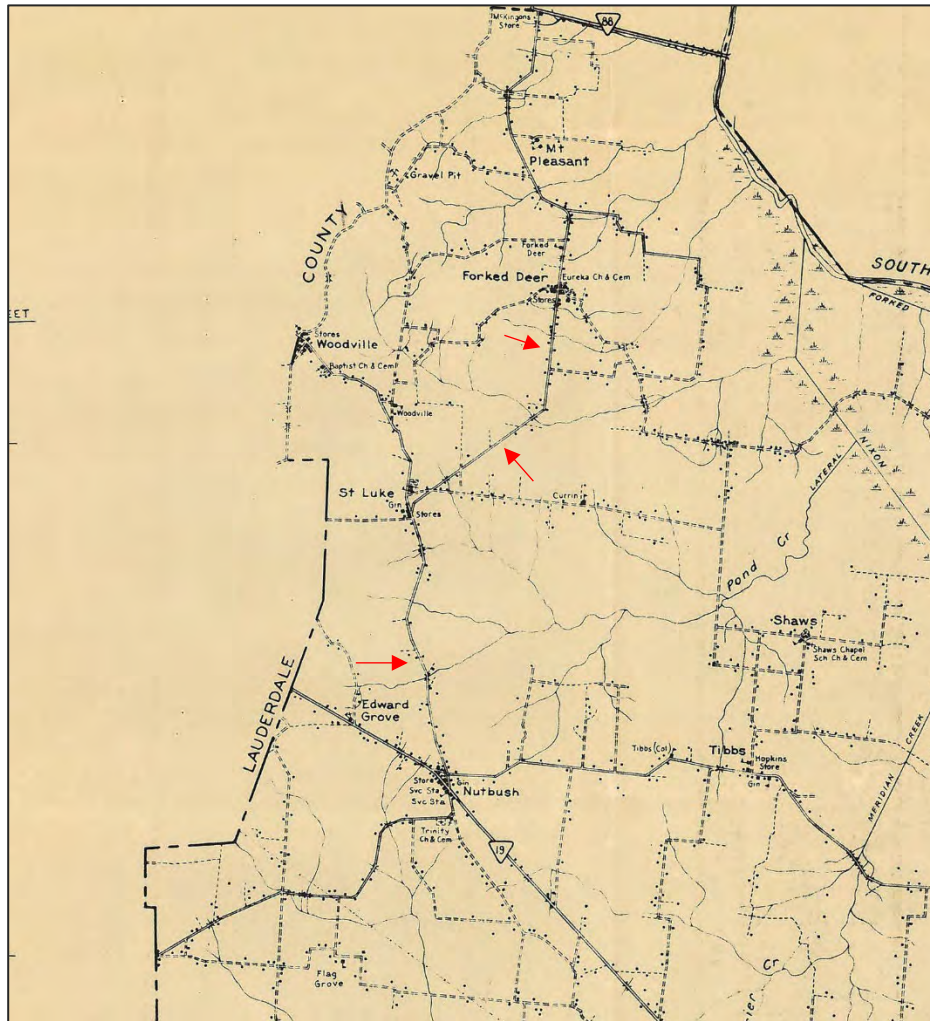 McKingons
Store
88
Mt
Pleasant
Gravel Pit
COUNTY
Forked
Deer
Forked Deer
Eureka Ch & Cem
Stores
SOUTH
FORKED
EET
Stores
Woodville
Baptist Ch & Cem
Woodville
St Luke
Gin
Stores
Currin
LATERAL
NIXON
Pond Cr
Shaws
Shaws Chapel
Sch Ch & Cem
LAUDERDALE
Edward
Grove
Tibbs (Col)
Tibbs
Hopkins
Store
Gin
MERIDIAN CREEK
Store
Svc Sta
Svc Sta
Gin
Nutbush
Trinity
Ch & Cem
19
Flag
Grove
Cr